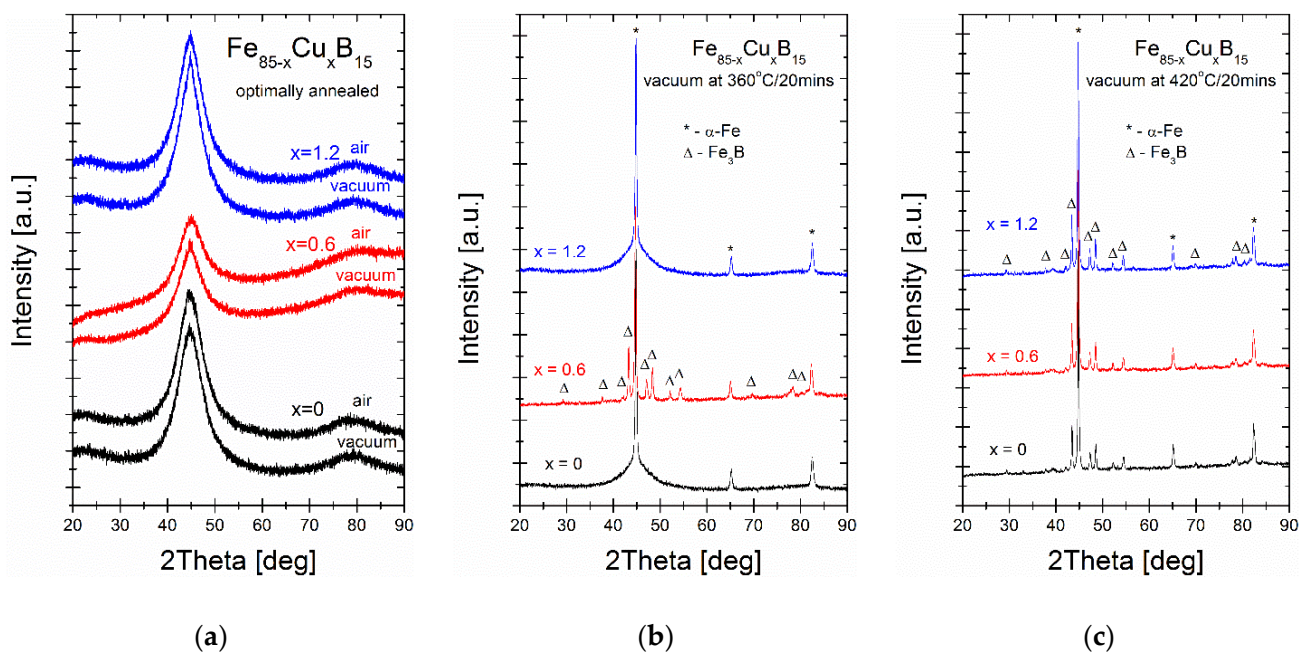 Fe85-xCuxB15
optimally annealed
x=1.2
air
vacuum
x=0.6
air
vacuum
x=0
air
vacuum
Intensity [a.u.]
20 30 40 50 60 70 80 90
2Theta [deg]
(a)
*
Fe85-xCuxB15
vacuum at 360°C/20mins
* - α-Fe
Δ - Fe3B
x = 1.2
* *
Δ Δ Δ Δ Δ Δ Δ Δ Δ Δ Δ
x = 0.6
x = 0
Intensity [a.u.]
20 30 40 50 60 70 80 90
2Theta [deg]
(b)
*
Fe85-xCuxB15
vacuum at 420°C/20mins
* - α-Fe
Δ - Fe3B
x = 1.2
Δ Δ Δ Δ Δ Δ Δ Δ * Δ Δ Δ *
x = 0.6
x = 0
Intensity [a.u.]
20 30 40 50 60 70 80 90
2Theta [deg]
(c)